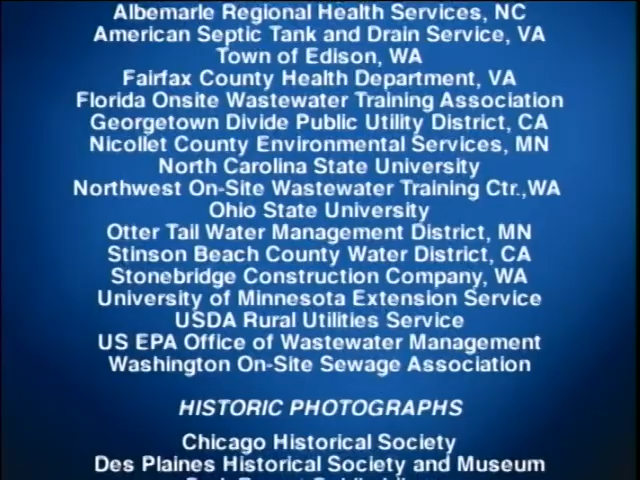 Albemarle Regional Health Services, NC
American Septic Tank and Drain Service, VA
Town of Edison, WA
Fairfax County Health Department, VA
Florida Onsite Wastewater Training Association
Georgetown Divide Public Utility District, CA
Nicollet County Environmental Services, MN
North Carolina State University
Northwest On-Site Wastewater Training Ctr.,WA
Ohio State University
Otter Tail Water Management District, MN
Stinson Beach County Water District, CA
Stonebridge Construction Company, WA
University of Minnesota Extension Service
USDA Rural Utilities Service
US EPA Office of Wastewater Management
Washington On-Site Sewage Association
HISTORIC PHOTOGRAPHS
Chicago Historical Society
Des Plaines Historical Society and Museum